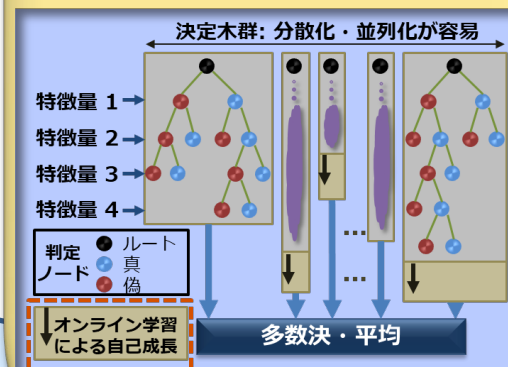 決定木群: 分散化・並列化が容易
特徴量 1
特徴量 2
特徴量 3
特徴量 4
...
...
判定
ノード
ルート
真
偽
オンライン学習
による自己成長
多数決・平均